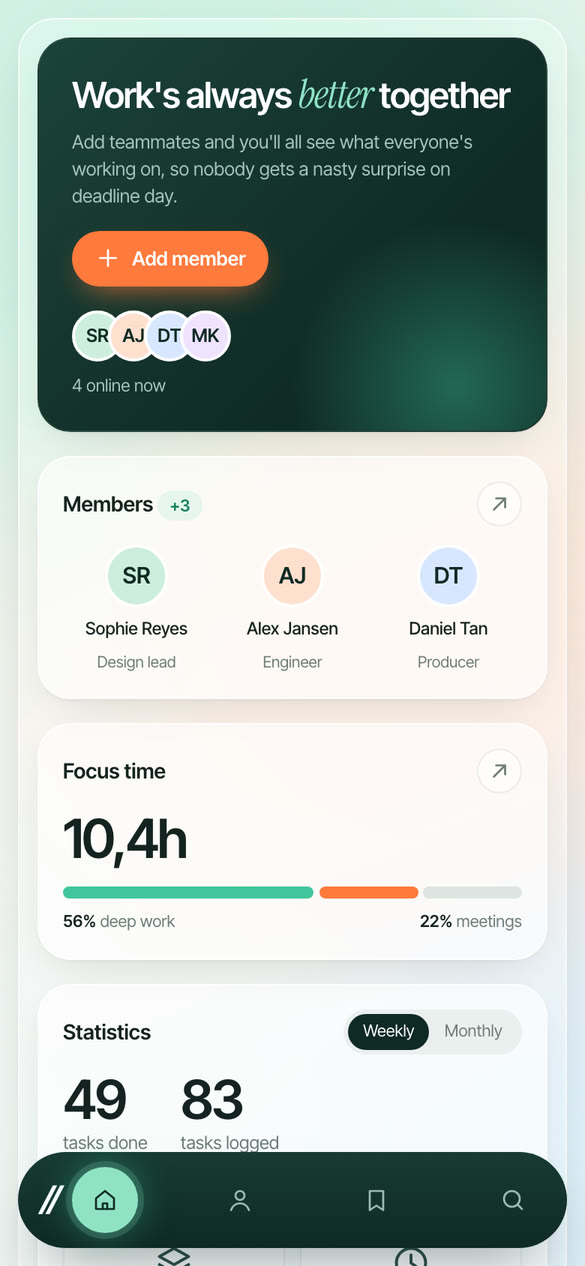 Work's always better together
Add teammates and you'll all see what everyone's
working on, so nobody gets a nasty surprise on
deadline day.
Add member
SR AJ DT MK
4 online now
Members +3
SR AJ DT
Sophie Reyes Alex Jansen Daniel Tan
Design lead Engineer Producer
Focus time
10,4h
56% deep work 22% meetings
Statistics Weekly Monthly
49 83
tasks done tasks logged